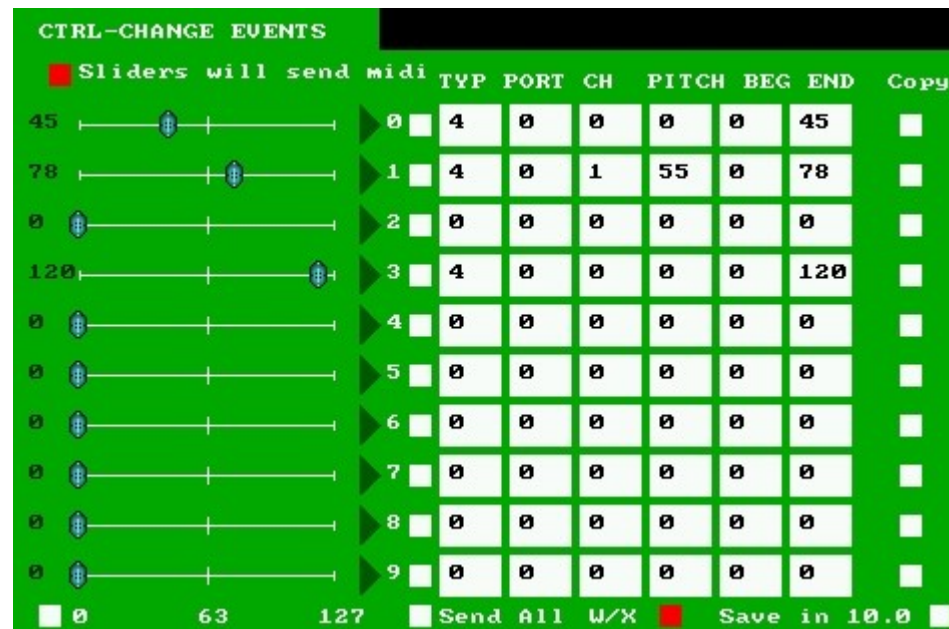 CTRL-CHANGE EVENTS
Sliders will send midi TYP PORT CH PITCH BEG END Copy
45 0 4 0 0 0 0 45
78 1 4 0 1 55 0 78
0 2 0 0 0 0 0 0
120 3 4 0 0 0 0 120
0 4 0 0 0 0 0 0
0 5 0 0 0 0 0 0
0 6 0 0 0 0 0 0
0 7 0 0 0 0 0 0
0 8 0 0 0 0 0 0
0 9 0 0 0 0 0 0
0 63 127 Send All W/X Save in 10.0